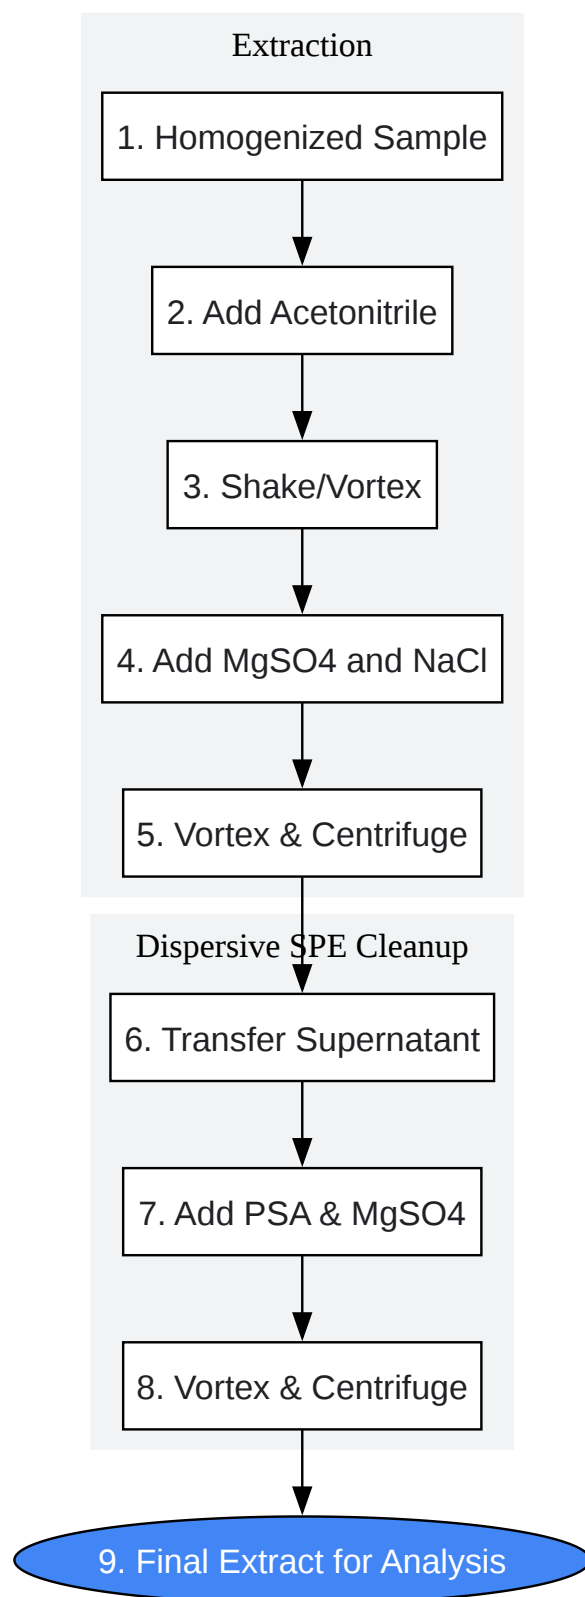 Extraction
1. Homogenized Sample
2. Add Acetonitrile
3. Shake/Vortex
4. Add MgSO4 and NaCl
5. Vortex & Centrifuge
Dispersive SPE Cleanup
6. Transfer Supernatant
7. Add PSA & MgSO4
8. Vortex & Centrifuge
9. Final Extract for Analysis